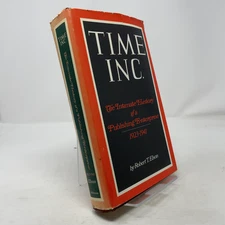 TIME
INC.
The Intimate History
of a
Publishing Enterprise
1923-1941
by Robert T. Elson